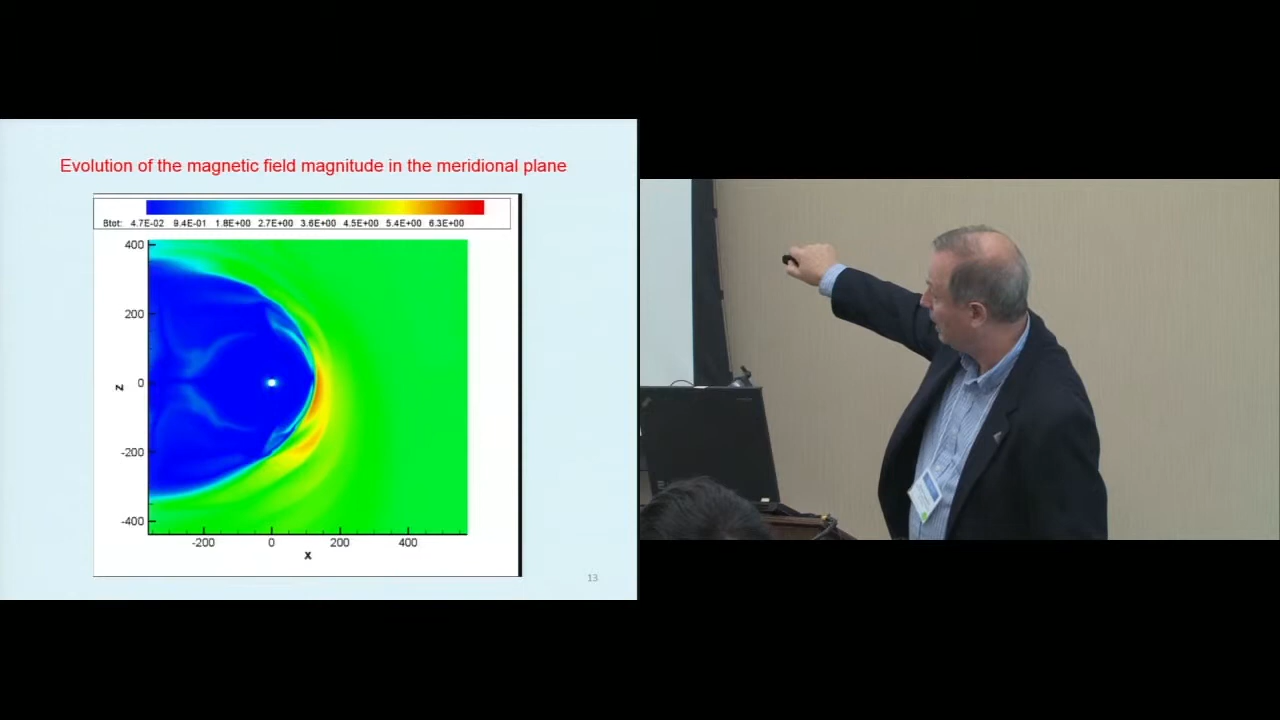 Evolution of the magnetic field magnitude in the meridional plane
Btot: 4.7E-02 9.4E-01 1.8E+00 2.7E+00 3.6E+00 4.5E+00 5.4E+00 6.3E+00
400
200
z 0
-200
-400
-200 0 200 400
x
13